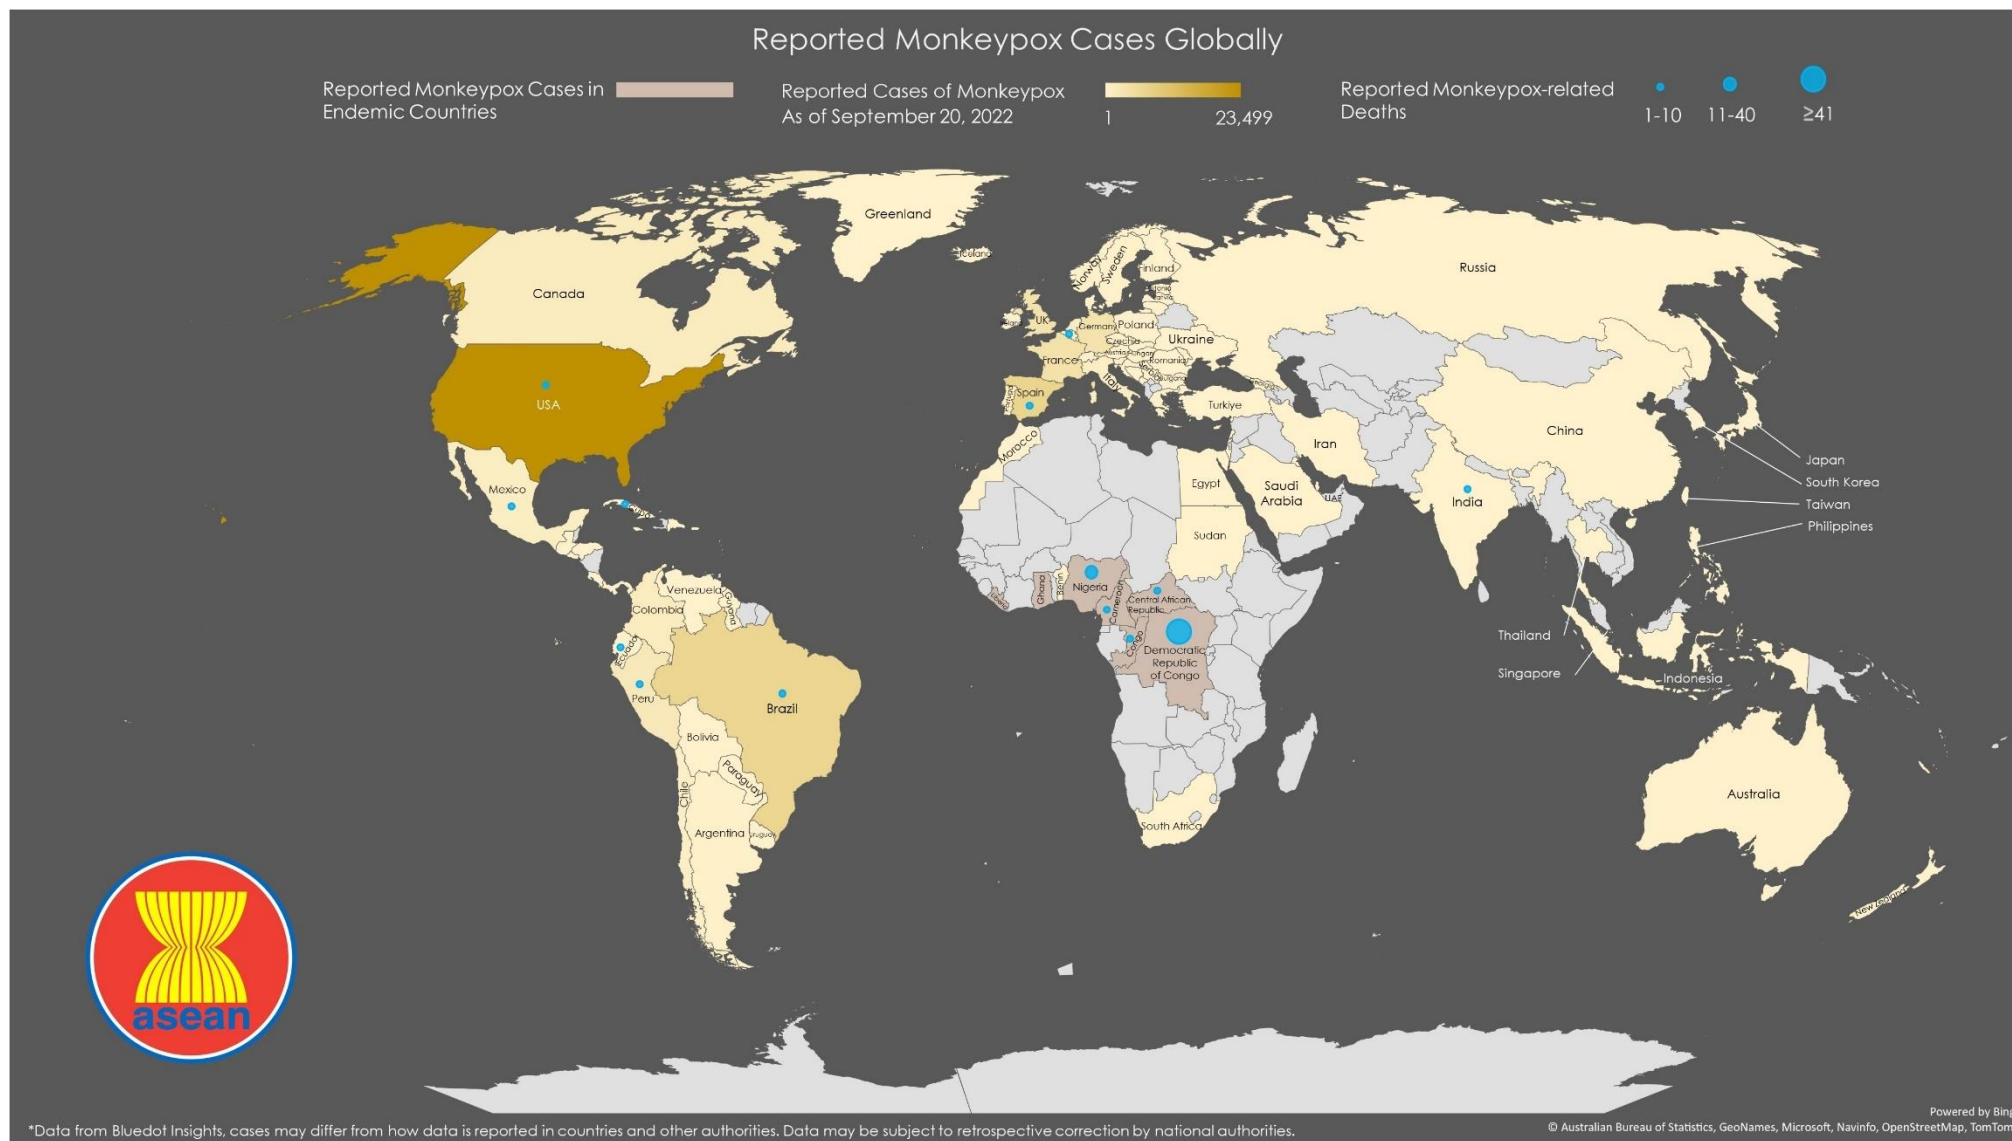 Reported Monkeypox Cases Globally
Reported Monkeypox Cases in
Endemic Countries
Reported Cases of Monkeypox
As of September 20, 2022
1
23,499
Reported Monkeypox-related
Deaths
1-10
11-40
≥41
Greenland
Iceland
Norway
Sweden
Finland
Russia
Canada
Estonia
Latvia
UK
Germany
Poland
Czechia
Ukraine
Austria
France
Romania
Italy
Spain
Turkiye
USA
China
Morocco
Iran
Japan
South Korea
Taiwan
Philippines
Mexico
Cuba
Egypt
Saudi
Arabia
UAE
India
Sudan
Venezuela
Guyana
Colombia
Liberia
Ghana
Benin
Nigeria
Cameroon
Central African
Republic
Congo
Democratic
Republic
of Congo
Thailand
Singapore
Indonesia
Ecuador
Peru
Brazil
Bolivia
Paraguay
Chile
Argentina
Uruguay
South Africa
Australia
New Zealand
asean
Powered by Bing
*Data from Bluedot Insights, cases may differ from how data is reported in countries and other authorities. Data may be subject to retrospective correction by national authorities.
© Australian Bureau of Statistics, GeoNames, Microsoft, Navinfo, OpenStreetMap, TomTom